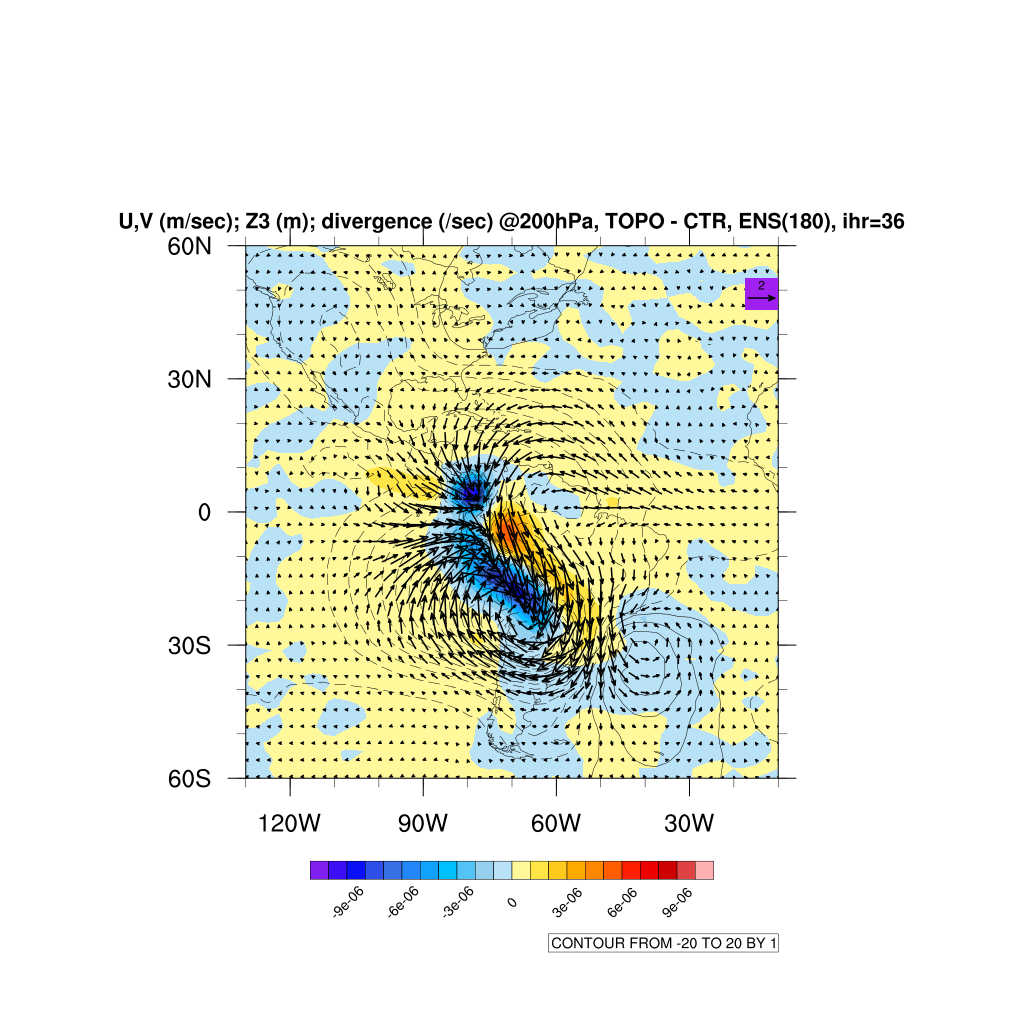 U,V (m/sec); Z3 (m); divergence (/sec) @200hPa, TOPO - CTR, ENS(180), ihr=36
60N
2
30N
0
30S
60S
120W 90W 60W 30W
-9e-06 -6e-06 -3e-06 0 3e-06 6e-06 9e-06
CONTOUR FROM -20 TO 20 BY 1